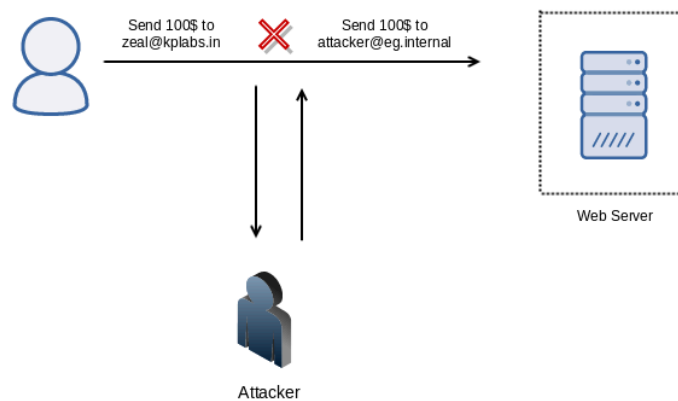 Send 100$ to
zeal@kplabs.in
Send 100$ to
attacker@eg.internal
Web Server
Attacker